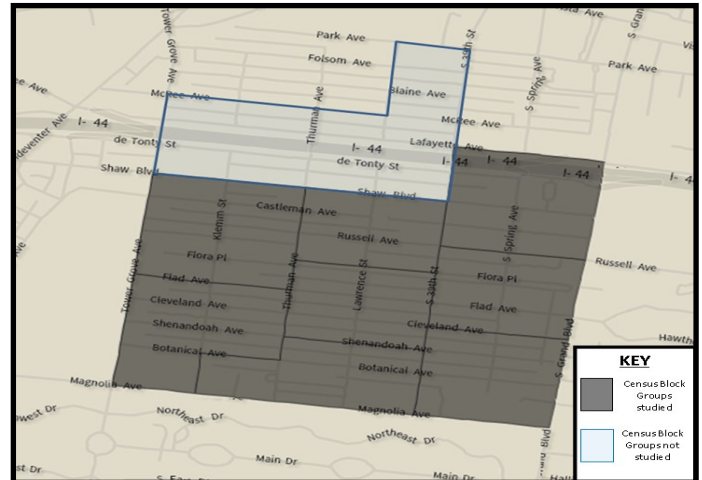 Tower Grove Ave
Park Ave
Folsom Ave
S 39th St
S Spring Ave
Park Ave
McRee Ave
Blaine Ave
Thurman Ave
McRee Ave
I- 44
de Tonty St
I- 44
de Tonty St
Lafayette Ave
I- 44
I- 44
I- 44
Shaw Blvd
Shaw Blvd
Castleman Ave
Klemm St
Russell Ave
S Spring Ave
Russell Ave
Flora Pl
Flora Pl
Flad Ave
Tower Grove Ave
Thurman Ave
Lawrence St
S 39th St
Flad Ave
Cleveland Ave
Cleveland Ave
Shenandoah Ave
Shenandoah Ave
S Grand Blvd
Botanical Ave
Botanical Ave
Magnolia Ave
Magnolia Ave
Northeast Dr
Northeast Dr
Main Dr
Main Dr
KEY
Census Block
Groups
studied
Census Block
Groups not
studied